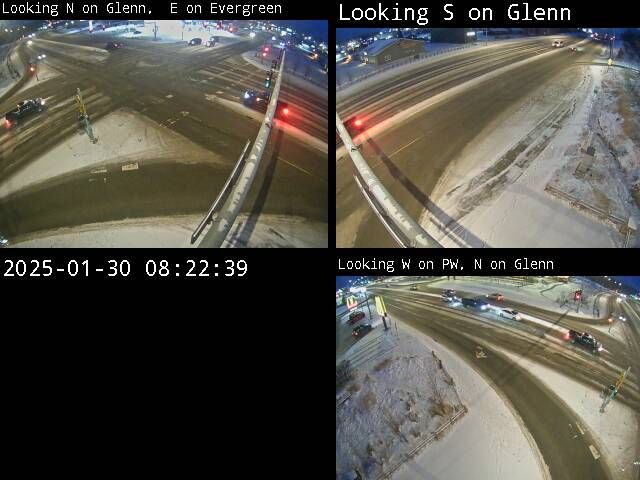 Looking N on Glenn,  E on Evergreen
Looking S on Glenn
2025-01-30 08:22:39
Looking W on PW, N on Glenn